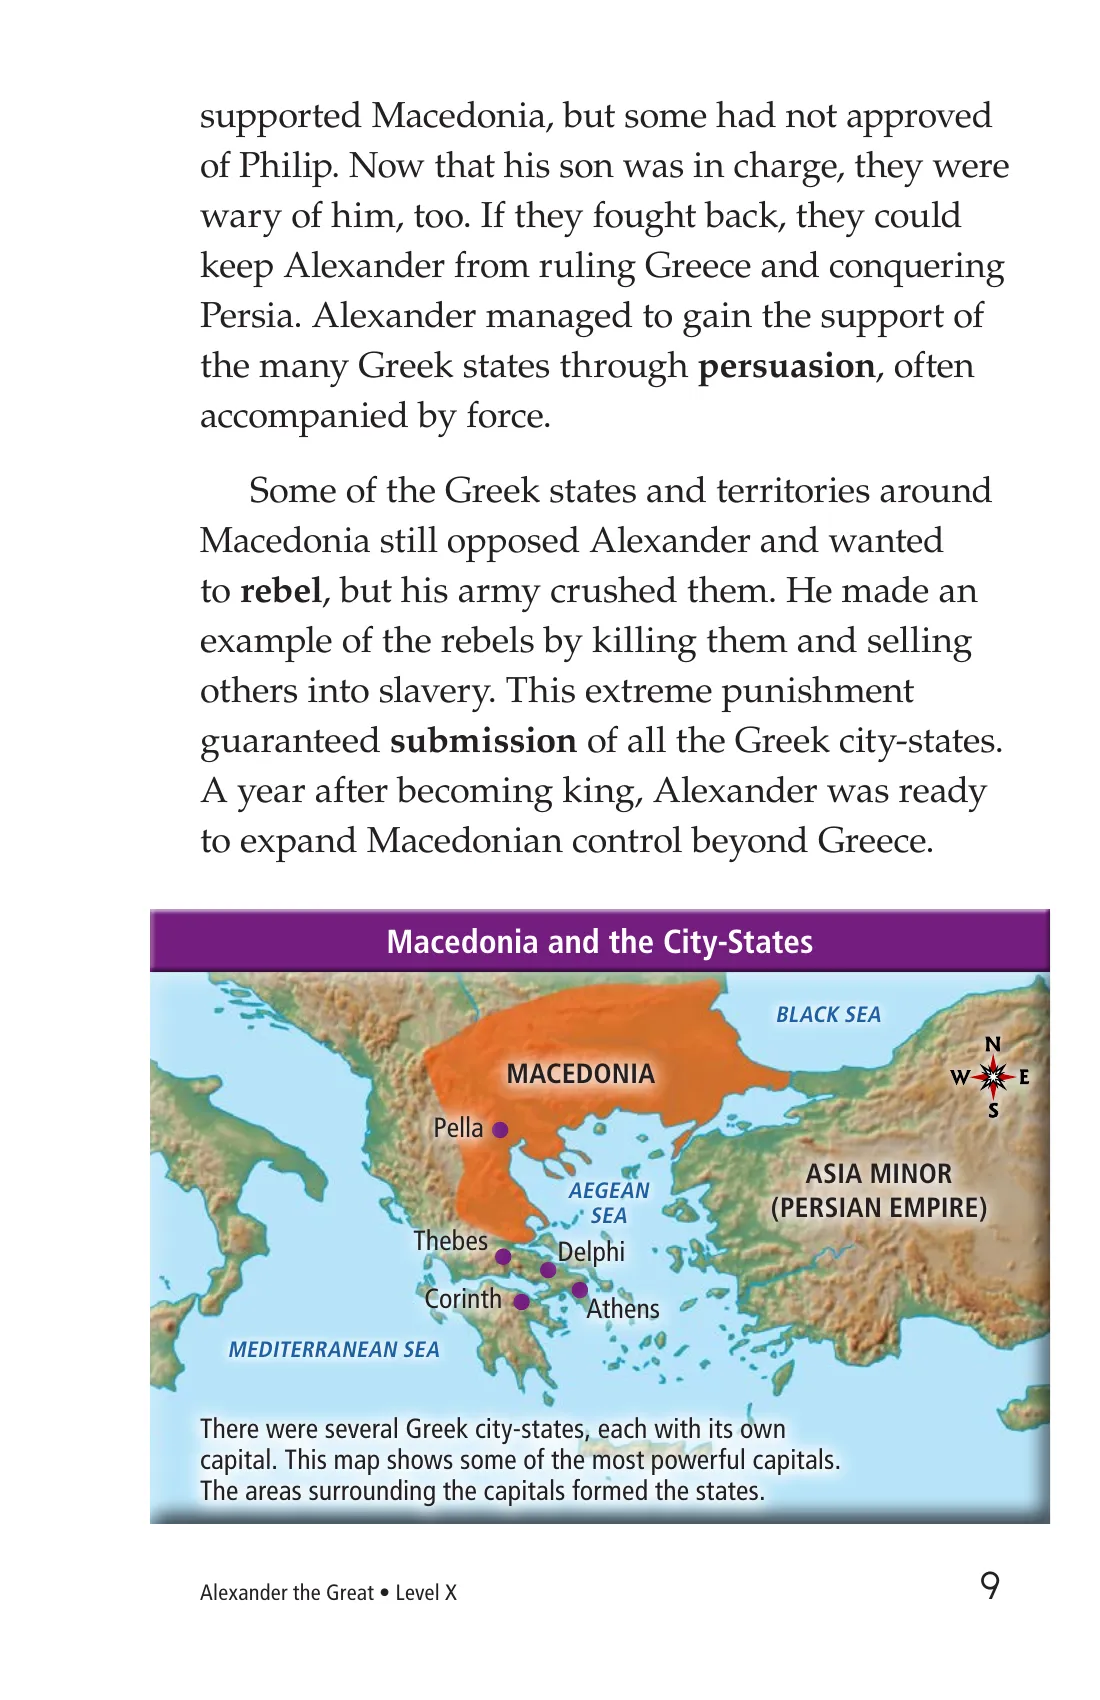 supported Macedonia, but some had not approved
of Philip. Now that his son was in charge, they were
wary of him, too. If they fought back, they could
keep Alexander from ruling Greece and conquering
Persia. Alexander managed to gain the support of
the many Greek states through persuasion, often
accompanied by force.
Some of the Greek states and territories around
Macedonia still opposed Alexander and wanted
to rebel, but his army crushed them. He made an
example of the rebels by killing them and selling
others into slavery. This extreme punishment
guaranteed submission of all the Greek city-states.
A year after becoming king, Alexander was ready
to expand Macedonian control beyond Greece.
Macedonia and the City-States
BLACK SEA
N
W E
S
MACEDONIA
Pella
ASIA MINOR
(PERSIAN EMPIRE)
AEGEAN
SEA
Thebes
Delphi
Corinth
Athens
MEDITERRANEAN SEA
There were several Greek city-states, each with its own
capital. This map shows some of the most powerful capitals.
The areas surrounding the capitals formed the states.
Alexander the Great • Level X
9